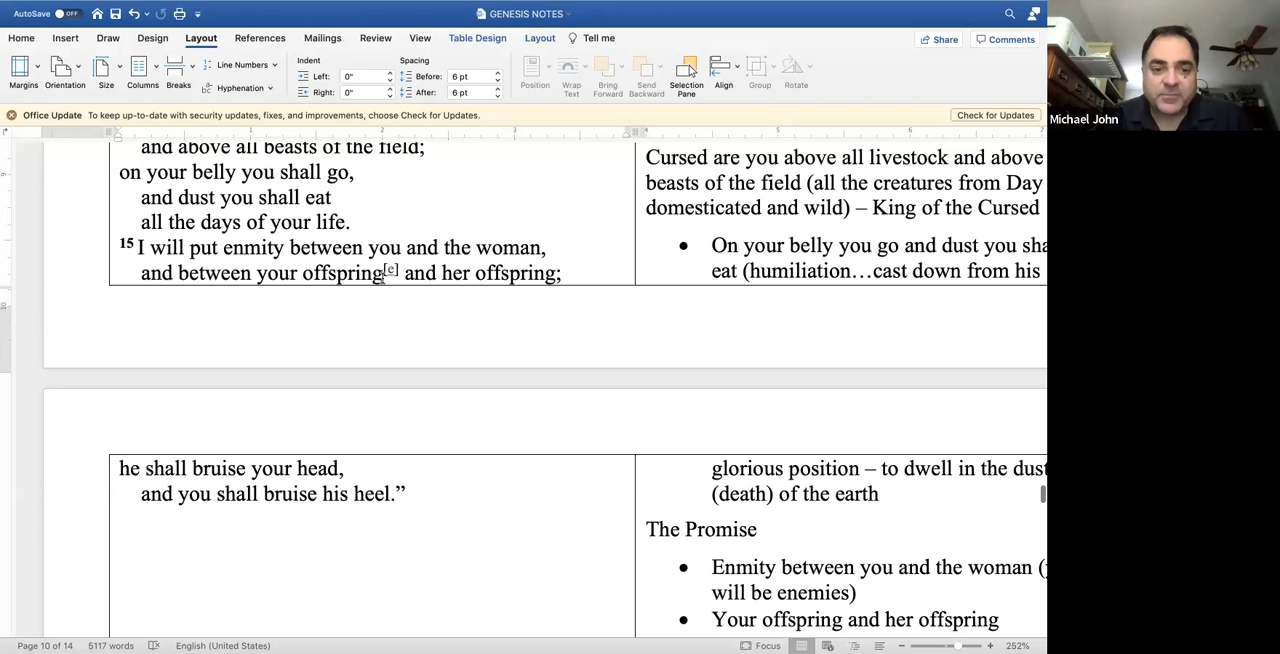 AutoSave OFF
GENESIS NOTES
Home Insert Draw Design Layout References Mailings Review View Table Design Layout Tell me
Share Comments
Margins Orientation Size Columns Breaks
Line Numbers
Hyphenation
Indent
Left: 0"
Right: 0"
Spacing
Before: 6 pt
After: 6 pt
Position Wrap Text Bring Forward Send Backward Selection Pane Align Group Rotate
Office Update To keep up-to-date with security updates, fixes, and improvements, choose Check for Updates.
Check for Updates
Michael John
1 2 3 4 5 6 7
and above all beasts of the field;
on your belly you shall go,
and dust you shall eat
all the days of your life.
15 I will put enmity between you and the woman,
and between your offspring[e] and her offspring;
Cursed are you above all livestock and above
beasts of the field (all the creatures from Day
domesticated and wild) – King of the Cursed
• On your belly you go and dust you sha
eat (humiliation…cast down from his
he shall bruise your head,
and you shall bruise his heel.”
glorious position – to dwell in the dust
(death) of the earth
The Promise
• Enmity between you and the woman (
will be enemies)
• Your offspring and her offspring
Page 10 of 14 5117 words English (United States)
Focus
252%